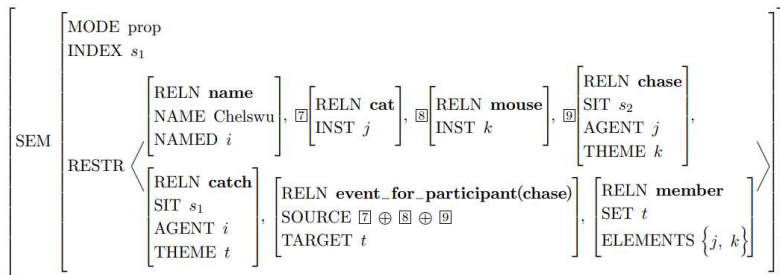 MODE prop
INDEX s₁
SEM
RESTR
RELN name
NAME Chelswu
NAMED i
,
7
RELN cat
INST j
,
8
RELN mouse
INST k
,
9
RELN chase
SIT s₂
AGENT j
THEME k
,
RELN catch
SIT s₁
AGENT i
THEME t
,
RELN event_for_participant(chase)
SOURCE 7 ⊕ 8 ⊕ 9
TARGET t
,
RELN member
SET t
ELEMENTS {j, k}